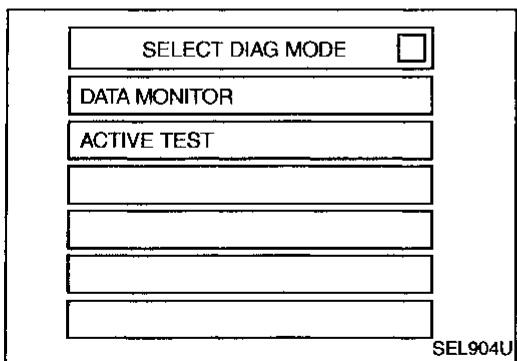 SELECT DIAG MODE
DATA MONITOR
ACTIVE TEST
SEL904U